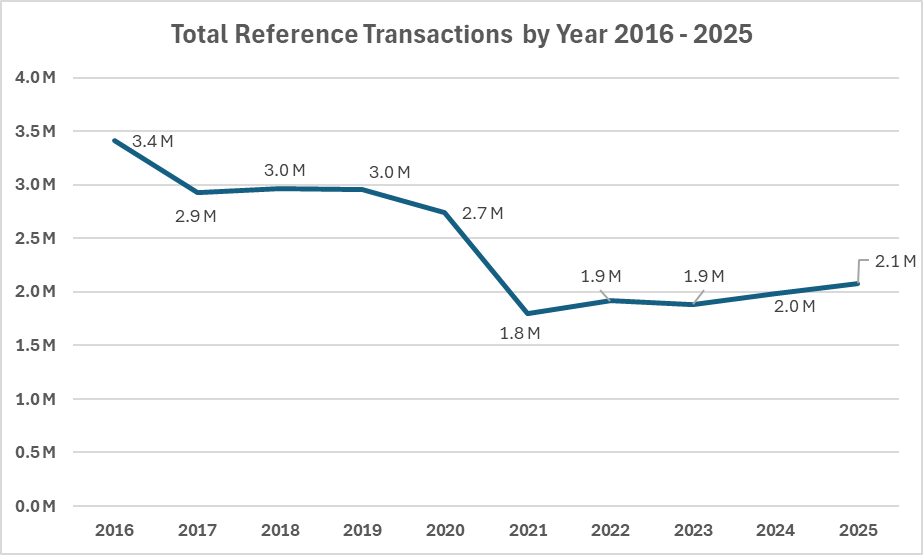 Total Reference Transactions by Year 2016 - 2025
4.0 M
3.5 M
3.0 M
2.5 M
2.0 M
1.5 M
1.0 M
0.5 M
0.0 M
3.4 M
2.9 M
3.0 M
3.0 M
2.7 M
1.8 M
1.9 M
1.9 M
2.0 M
2.1 M
2016 2017 2018 2019 2020 2021 2022 2023 2024 2025